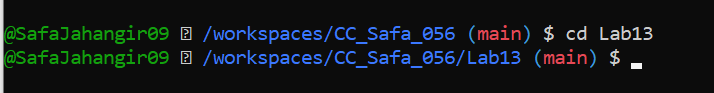 @SafaJahangir09 ➜ /workspaces/CC_Safa_056 (main) $ cd Lab13
@SafaJahangir09 ➜ /workspaces/CC_Safa_056/Lab13 (main) $